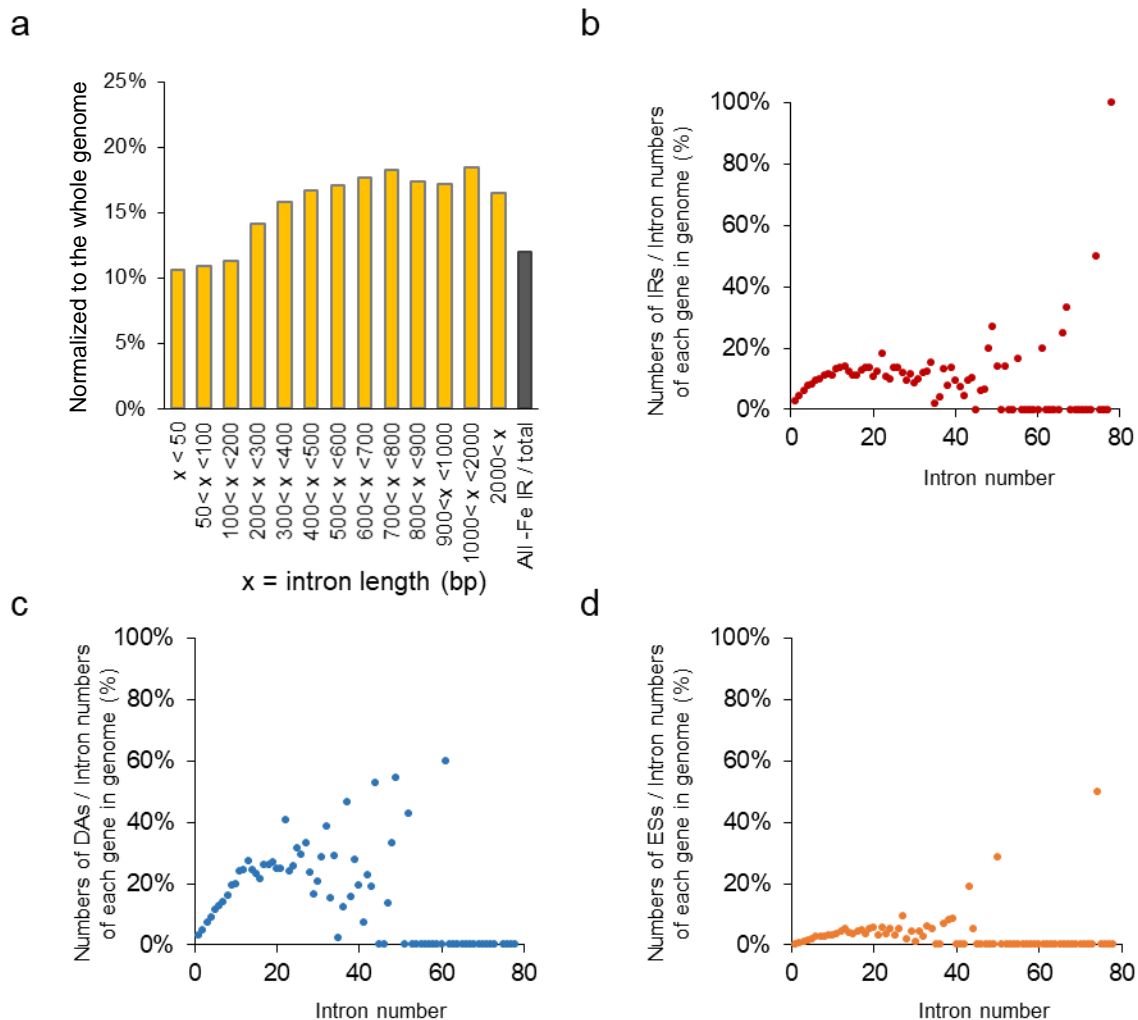 a
25%
20%
15%
10%
5%
0%
Normalized to the whole genome
x < 50
50< x <100
100< x <200
200< x <300
300< x <400
400< x <500
500< x <600
600< x <700
700< x <800
800< x <900
900<x <1000
1000< x <2000
2000< x
All -Fe IR / total
x = intron length (bp)
b
Numbers of IRs / Intron numbers
of each gene in genome (%)
100%
80%
60%
40%
20%
0%
0 20 40 60 80
Intron number
c
Numbers of DAs / Intron numbers
of each gene in genome (%)
100%
80%
60%
40%
20%
0%
0 20 40 60 80
Intron number
d
Numbers of ESs / Intron numbers
of each gene in genome (%)
100%
80%
60%
40%
20%
0%
0 20 40 60 80
Intron number